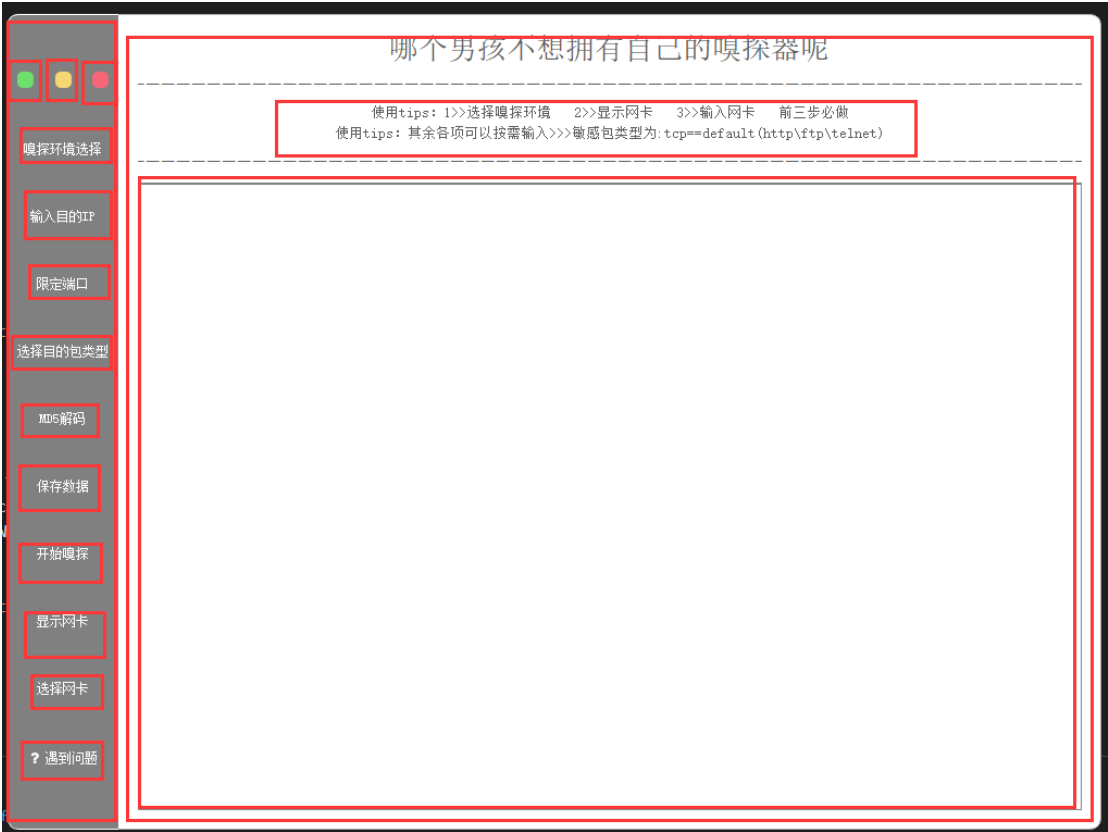 哪个男孩不想拥有自己的嗅探器呢
使用tips: 1>>选择嗅探环境 2>>显示网卡 3>>输入网卡 前三步必做
使用tips: 其余各项可以按需输入>>>敏感包类型为:tcp==default(http\ftp\telnet)
嗅探环境选择
输入目的IP
限定端口
选择目的包类型
MD5解码
保存数据
开始嗅探
显示网卡
选择网卡
? 遇到问题